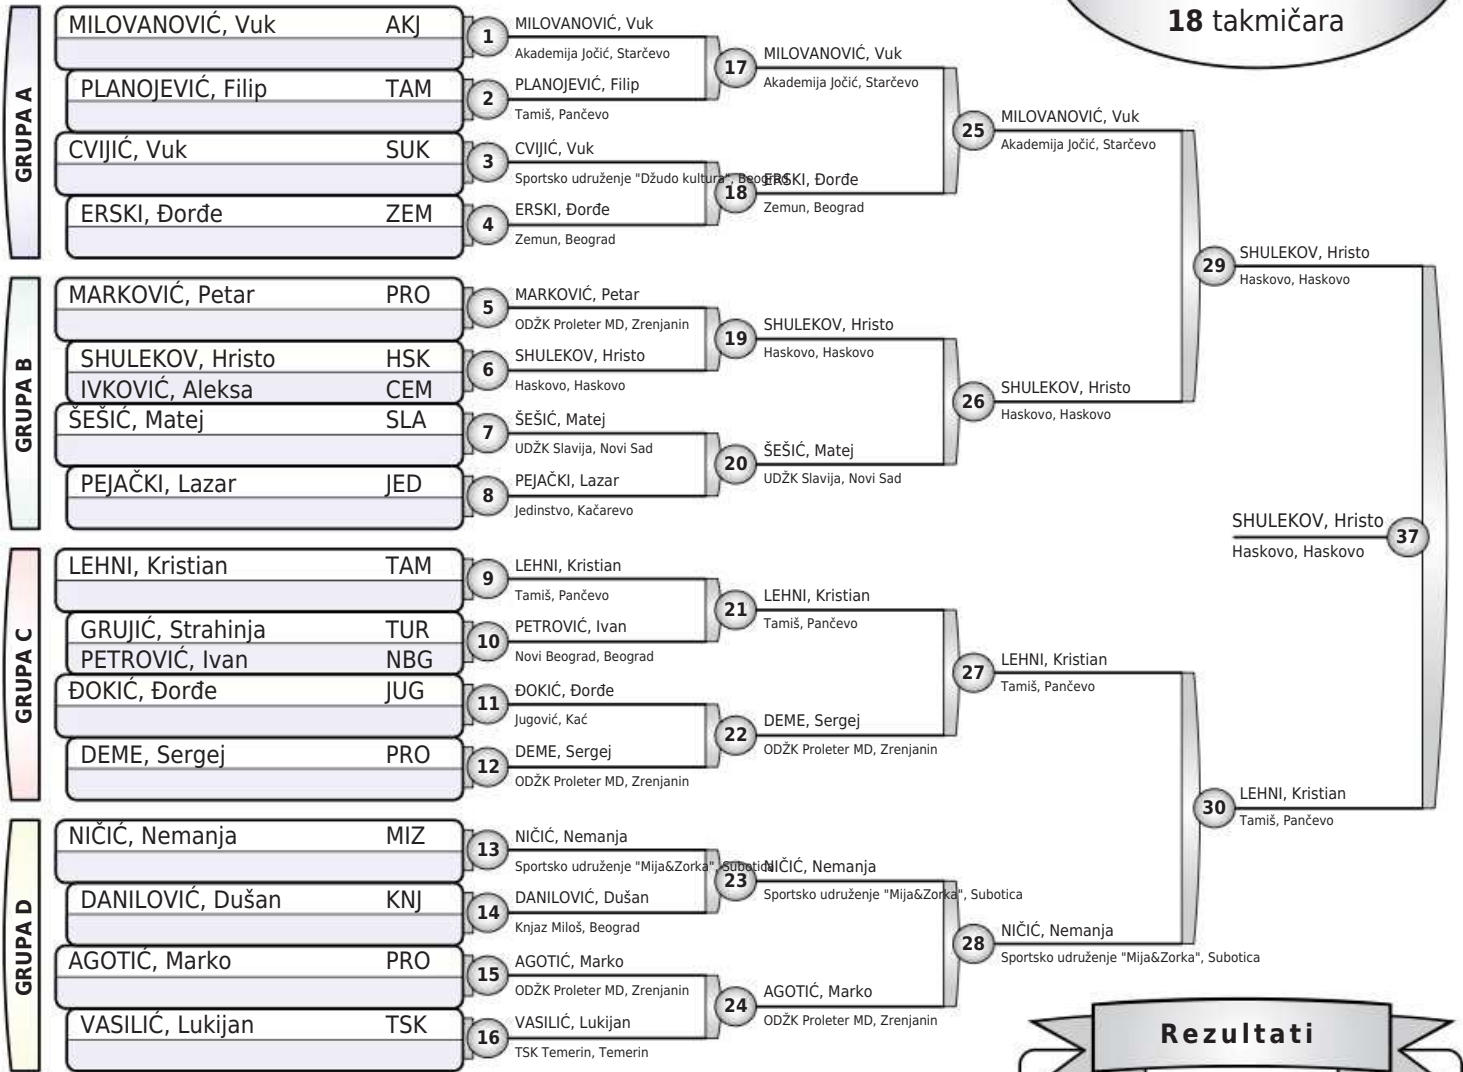 18 takmičara
GRUPA A
MILOVANOVIĆ, Vuk AKJ
PLANOJEVIĆ, Filip TAM
CVIJIĆ, Vuk SUK
ERSKI, Đorđe ZEM
GRUPA B
MARKOVIĆ, Petar PRO
SHULEKOV, Hristo HSK
IVKOVIĆ, Aleksa CEM
ŠEŠIĆ, Matej SLA
PEJAČKI, Lazar JED
GRUPA C
LEHNI, Kristian TAM
GRUJIĆ, Strahinja TUR
PETROVIĆ, Ivan NBG
ĐOKIĆ, Đorđe JUG
DEME, Sergej PRO
GRUPA D
NIČIĆ, Nemanja MIZ
DANILOVIĆ, Dušan KNJ
AGOTIĆ, Marko PRO
VASILIĆ, Lukijan TSK
1
MILOVANOVIĆ, Vuk
Akademija Jočić, Starčevo
2
PLANOJEVIĆ, Filip
Tamiš, Pančevo
3
CVIJIĆ, Vuk
Sportsko udruženje "Džudo kultura", Beograd
4
ERSKI, Đorđe
Zemun, Beograd
5
MARKOVIĆ, Petar
ODŽK Proleter MD, Zrenjanin
6
SHULEKOV, Hristo
Haskovo, Haskovo
7
ŠEŠIĆ, Matej
UDŽK Slavija, Novi Sad
8
PEJAČKI, Lazar
Jedinstvo, Kačarevo
9
LEHNI, Kristian
Tamiš, Pančevo
10
PETROVIĆ, Ivan
Novi Beograd, Beograd
11
ĐOKIĆ, Đorđe
Jugović, Kać
12
DEME, Sergej
ODŽK Proleter MD, Zrenjanin
13
NIČIĆ, Nemanja
Sportsko udruženje "Mija&Zorka", Subotica
14
DANILOVIĆ, Dušan
Knjaz Miloš, Beograd
15
AGOTIĆ, Marko
ODŽK Proleter MD, Zrenjanin
16
VASILIĆ, Lukijan
TSK Temerin, Temerin
17
MILOVANOVIĆ, Vuk
Akademija Jočić, Starčevo
18
ERSKI, Đorđe
Zemun, Beograd
19
SHULEKOV, Hristo
Haskovo, Haskovo
20
ŠEŠIĆ, Matej
UDŽK Slavija, Novi Sad
21
LEHNI, Kristian
Tamiš, Pančevo
22
DEME, Sergej
ODŽK Proleter MD, Zrenjanin
23
NIČIĆ, Nemanja
Sportsko udruženje "Mija&Zorka", Subotica
24
AGOTIĆ, Marko
ODŽK Proleter MD, Zrenjanin
25
MILOVANOVIĆ, Vuk
Akademija Jočić, Starčevo
26
SHULEKOV, Hristo
Haskovo, Haskovo
27
LEHNI, Kristian
Tamiš, Pančevo
28
NIČIĆ, Nemanja
Sportsko udruženje "Mija&Zorka", Subotica
29
SHULEKOV, Hristo
Haskovo, Haskovo
30
LEHNI, Kristian
Tamiš, Pančevo
SHULEKOV, Hristo
Haskovo, Haskovo
37
Rezultati